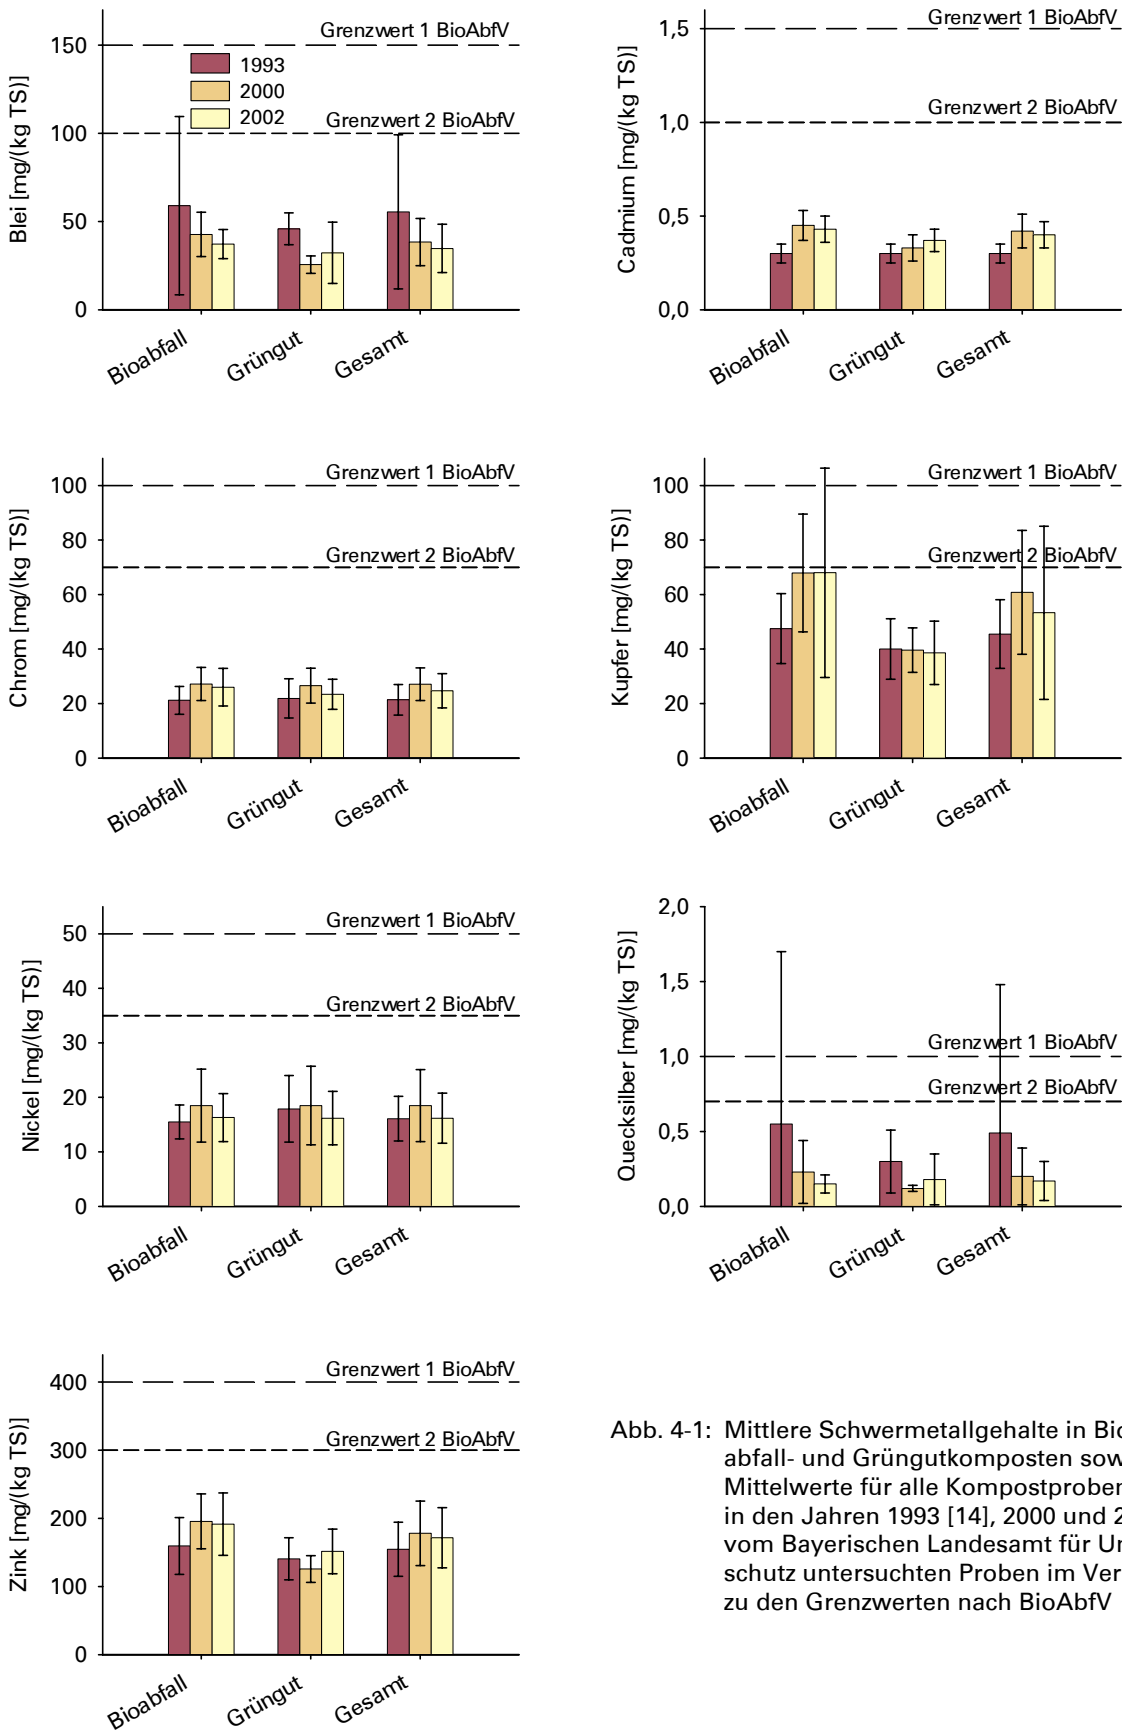 Blei [mg/(kg TS)]
150
100
50
0
Grenzwert 1 BioAbfV
1993
2000
2002
Grenzwert 2 BioAbfV
Bioabfall
Grüngut
Gesamt
Cadmium [mg/(kg TS)]
1,5
1,0
0,5
0,0
Grenzwert 1 BioAbfV
Grenzwert 2 BioAbfV
Bioabfall
Grüngut
Gesamt
Chrom [mg/(kg TS)]
100
80
60
40
20
0
Grenzwert 1 BioAbfV
Grenzwert 2 BioAbfV
Bioabfall
Grüngut
Gesamt
Kupfer [mg/(kg TS)]
100
80
60
40
20
0
Grenzwert 1 BioAbfV
Grenzwert 2 BioAbfV
Bioabfall
Grüngut
Gesamt
Nickel [mg/(kg TS)]
50
40
30
20
10
0
Grenzwert 1 BioAbfV
Grenzwert 2 BioAbfV
Bioabfall
Grüngut
Gesamt
Quecksilber [mg/(kg TS)]
2,0
1,5
1,0
0,5
0,0
Grenzwert 1 BioAbfV
Grenzwert 2 BioAbfV
Bioabfall
Grüngut
Gesamt
Zink [mg/(kg TS)]
400
300
200
100
0
Grenzwert 1 BioAbfV
Grenzwert 2 BioAbfV
Bioabfall
Grüngut
Gesamt
Abb. 4-1: Mittlere Schwermetallgehalte in Bio
abfall- und Grüngutkomposten sow
Mittelwerte für alle Kompostproben
in den Jahren 1993 [14], 2000 und 2
vom Bayerischen Landesamt für Un
schutz untersuchten Proben im Ver
zu den Grenzwerten nach BioAbfV